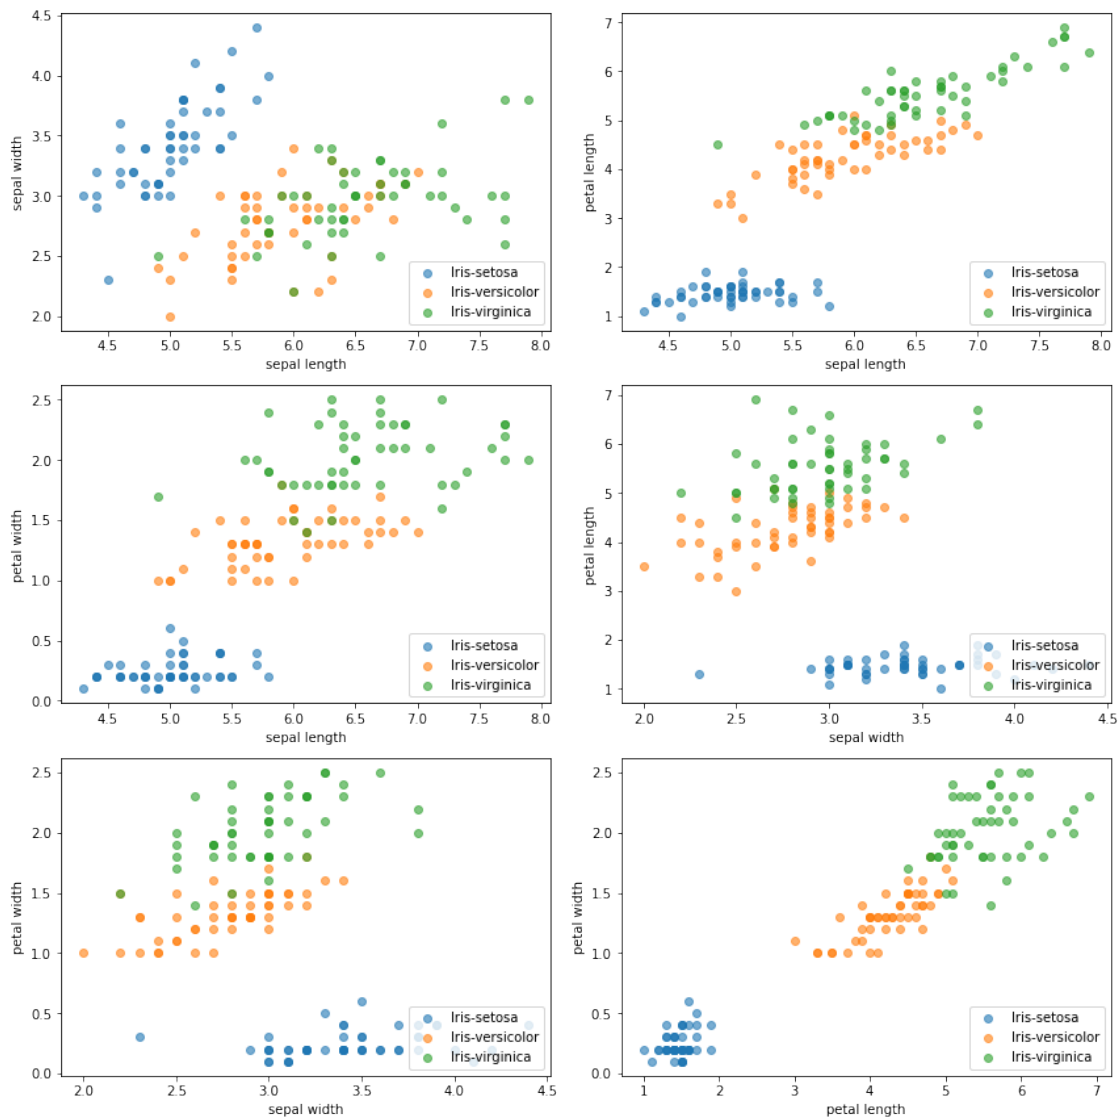 4.5
4.0
3.5
3.0
2.5
2.0
sepal width
4.5 5.0 5.5 6.0 6.5 7.0 7.5 8.0
sepal length
Iris-setosa
Iris-versicolor
Iris-virginica
7
6
5
4
3
2
1
petal length
4.5 5.0 5.5 6.0 6.5 7.0 7.5 8.0
sepal length
Iris-setosa
Iris-versicolor
Iris-virginica
2.5
2.0
1.5
1.0
0.5
0.0
petal width
4.5 5.0 5.5 6.0 6.5 7.0 7.5 8.0
sepal length
Iris-setosa
Iris-versicolor
Iris-virginica
7
6
5
4
3
2
1
petal length
2.0 2.5 3.0 3.5 4.0 4.5
sepal width
Iris-setosa
Iris-versicolor
Iris-virginica
2.5
2.0
1.5
1.0
0.5
0.0
petal width
2.0 2.5 3.0 3.5 4.0 4.5
sepal width
Iris-setosa
Iris-versicolor
Iris-virginica
2.5
2.0
1.5
1.0
0.5
0.0
petal width
1 2 3 4 5 6 7
petal length
Iris-setosa
Iris-versicolor
Iris-virginica